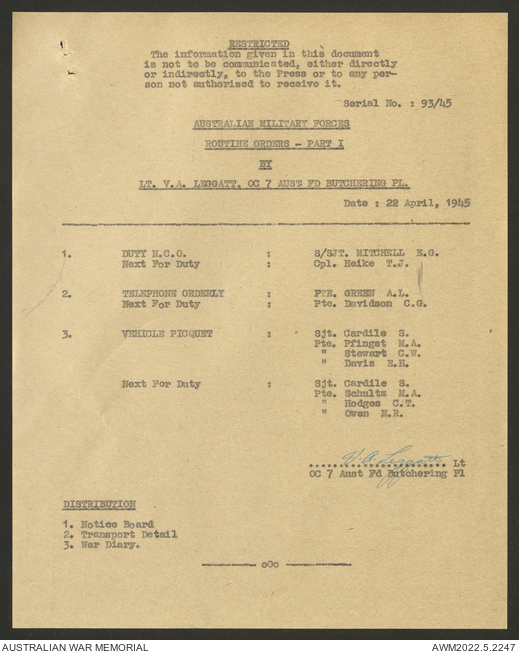 RESTRICTED
The information given in this document
is not to be communicated, either directly
or indirectly, to the Press or to any per-
son not authorised to receive it.
Serial No. : 93/45
AUSTRALIAN MILITARY FORCES
ROUTINE ORDERS - PART I
BY
LT. V.A. LEGGATT, OC 7 AUST FD BUTCHERING PL.
Date : 22 April, 1945
1. DUTY N.C.O. : S/SJT. MITCHELL E.G.
Next For Duty : Cpl. Heike T.J.
2. TELEPHONE ORDERLY : PTE. GREEN A.L.
Next For Duty : Pte. Davidson C.G.
3. VEHICLE PICQUET : Sjt. Cardile S.
Pte. Pfingst M.A.
" Stewart C.W.
" Davis E.H.
Next For Duty : Sjt. Cardile S.
Pte. Schultz M.A.
" Hodges C.T.
" Owen N.R.
V.A. Leggatt Lt
OC 7 Aust Fd Butchering Pl
DISTRIBUTION
1. Notice Board
2. Transport Detail
3. War Diary.
oOo
AUSTRALIAN WAR MEMORIAL
AWM2022.5.2247